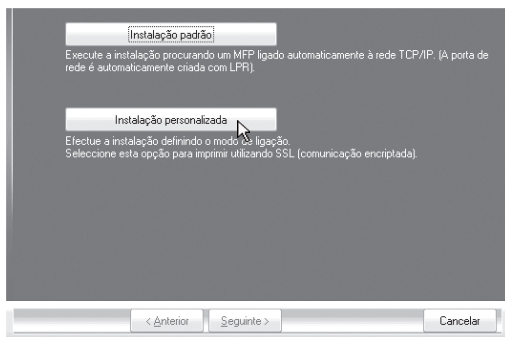 Instalação padrão
Execute a instalação procurando um MFP ligado automaticamente à rede TCP/IP. (A porta de
rede é automaticamente criada com LPR).
Instalação personalizada
Efectue a instalação definindo o modo de ligação.
Seleccione esta opção para imprimir utilizando SSL (comunicação encriptada).
< Anterior
Seguinte >
Cancelar